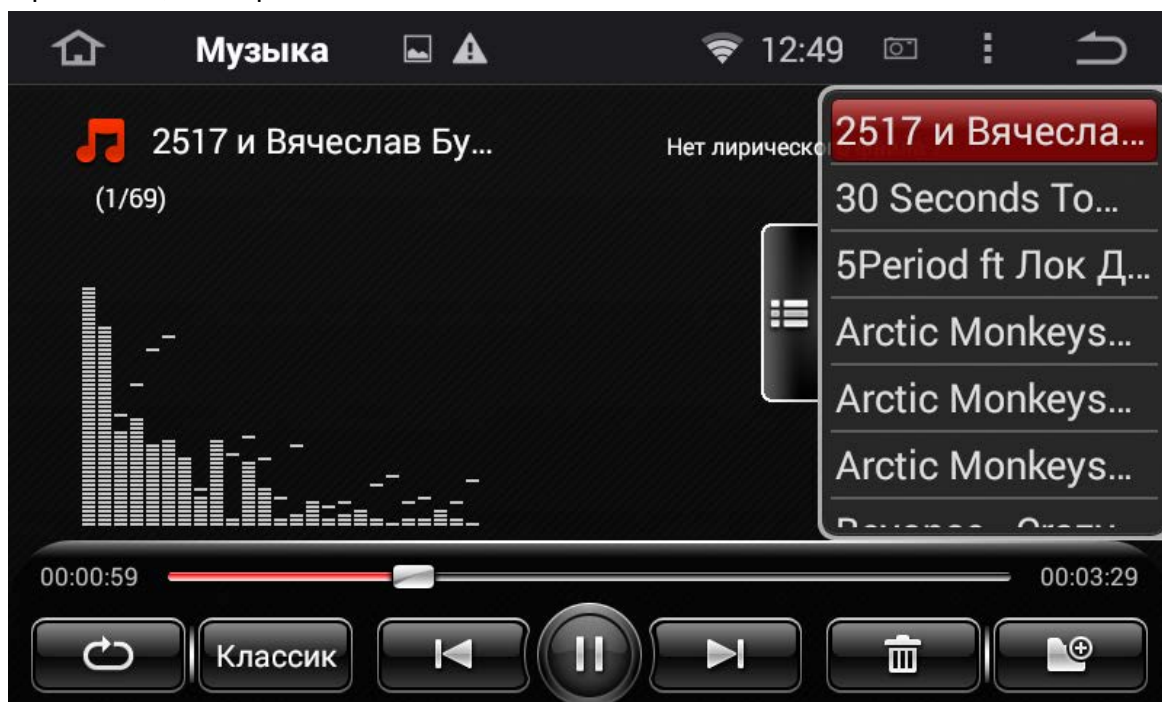 Музыка
12:49
2517 и Вячеслав Бу...
(1/69)
Нет лирическо
2517 и Вячесла...
30 Seconds To...
5Period ft Лок Д...
Arctic Monkeys...
Arctic Monkeys...
Arctic Monkeys...
00:00:59
00:03:29
Классик